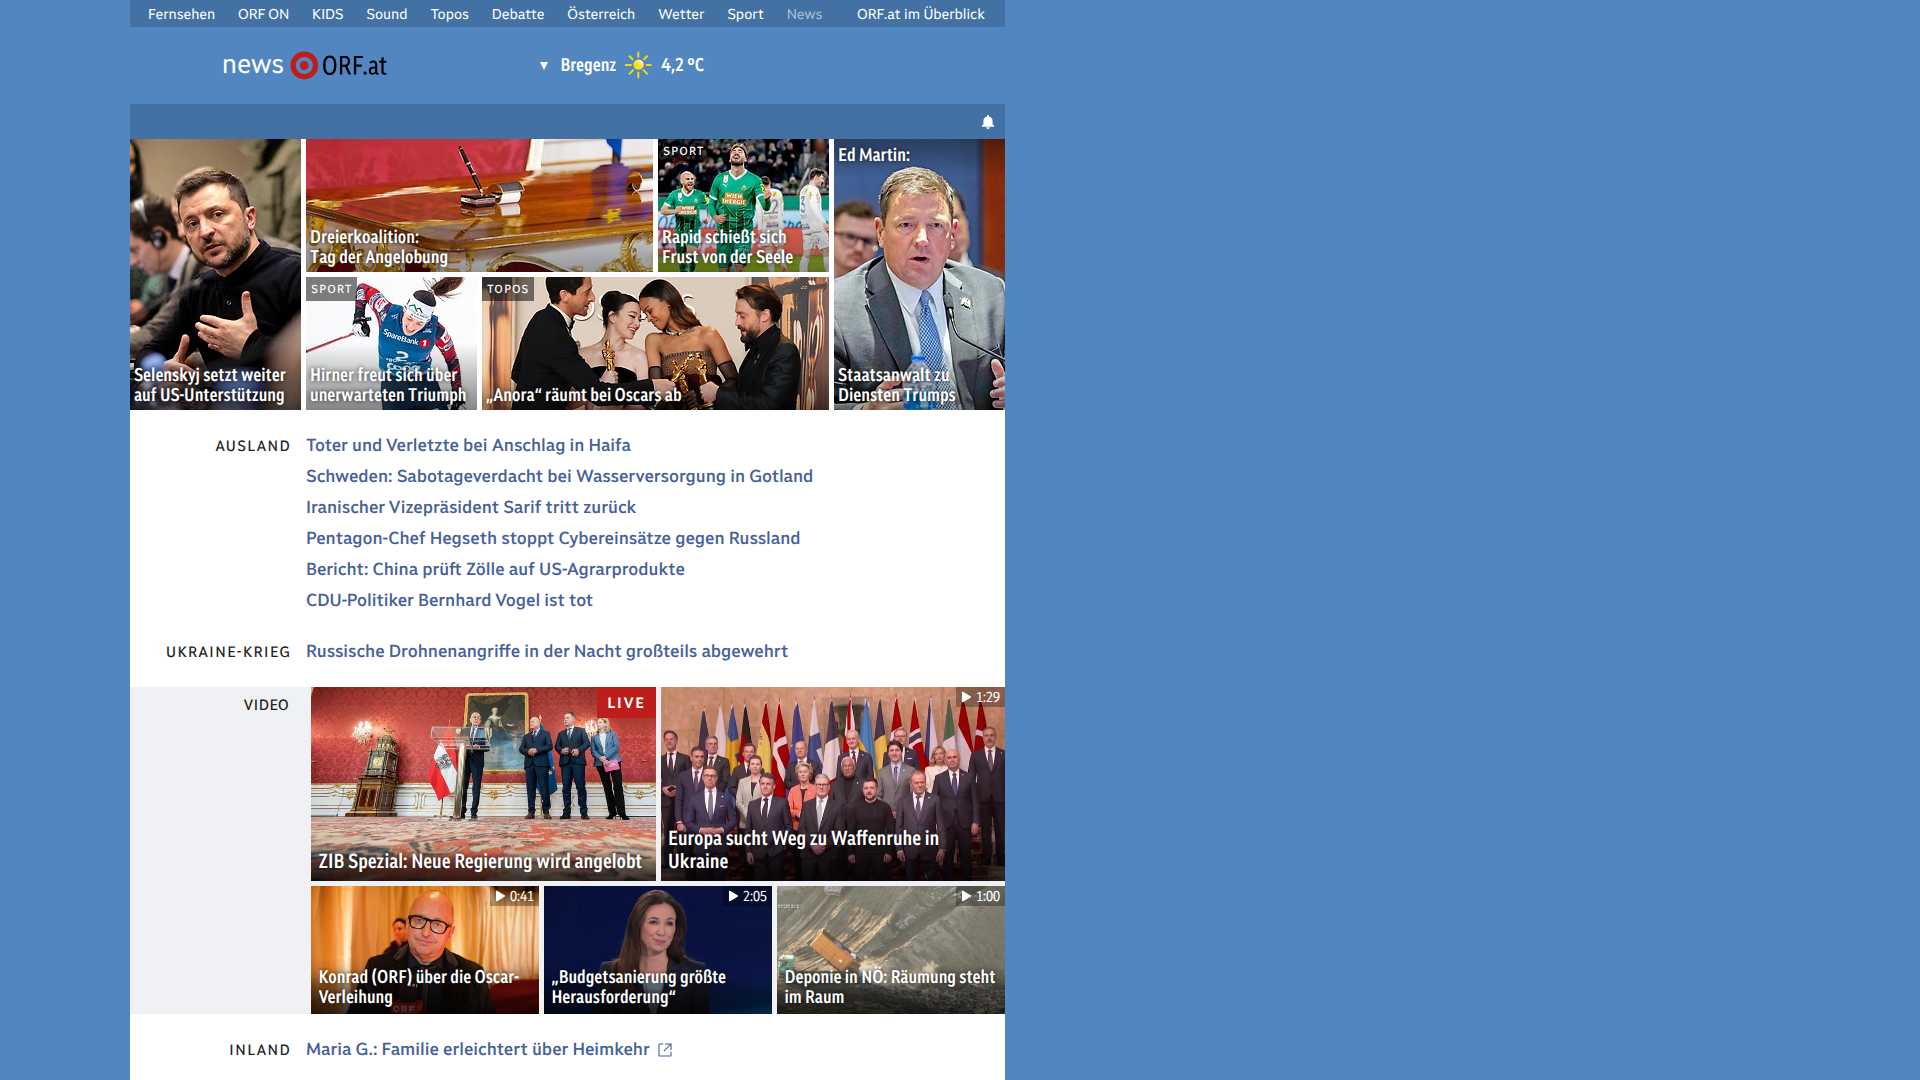 Fernsehen ORF ON KIDS Sound Topos Debatte Österreich Wetter Sport News ORF.at im Überblick
news ORF.at
Bregenz 4,2 °C
Selenskyj setzt weiter
auf US-Unterstützung
Dreierkoalition:
Tag der Angelobung
SPORT
Rapid schießt sich
Frust von der Seele
WIEN
ENERGIE
SPORT
SpareBank 1
2
Hirner freut sich über
unerwarteten Triumph
TOPOS
„Anora“ räumt bei Oscars ab
Ed Martin:
Staatsanwalt zu
Diensten Trumps
AUSLAND
Toter und Verletzte bei Anschlag in Haifa
Schweden: Sabotageverdacht bei Wasserversorgung in Gotland
Iranischer Vizepräsident Sarif tritt zurück
Pentagon-Chef Hegseth stoppt Cybereinsätze gegen Russland
Bericht: China prüft Zölle auf US-Agrarprodukte
CDU-Politiker Bernhard Vogel ist tot
UKRAINE-KRIEG
Russische Drohnenangriffe in der Nacht großteils abgewehrt
VIDEO
LIVE
ZIB Spezial: Neue Regierung wird angelobt
1:29
Europa sucht Weg zu Waffenruhe in
Ukraine
0:41
Konrad (ORF) über die Oscar-
Verleihung
ORF
2:05
„Budgetsanierung größte
Herausforderung“
1:00
Deponie in NÖ: Räumung steht
im Raum
INLAND
Maria G.: Familie erleichtert über Heimkehr